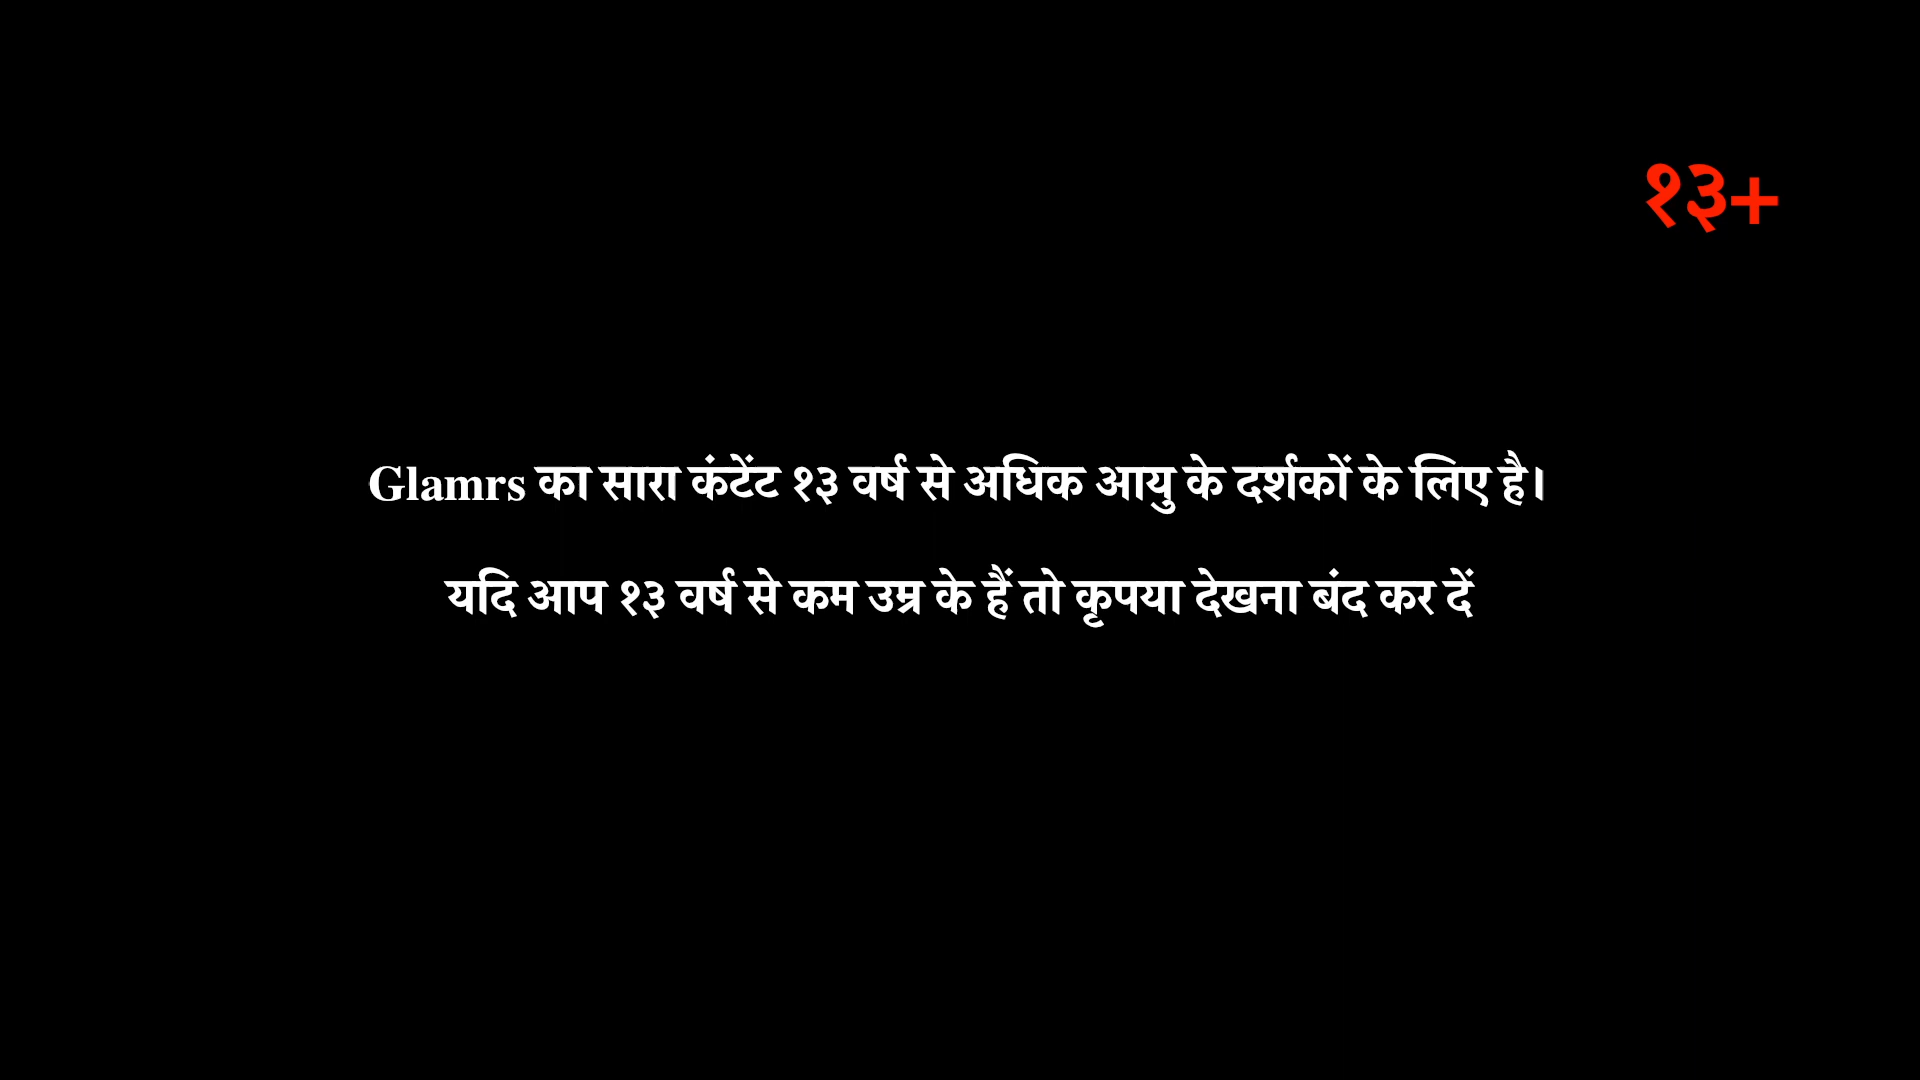 १३+
Glamrs का सारा कंटेंट १३ वर्ष से अधिक आयु के दर्शकों के लिए है।
यदि आप १३ वर्ष से कम उम्र के हैं तो कृपया देखना बंद कर दें